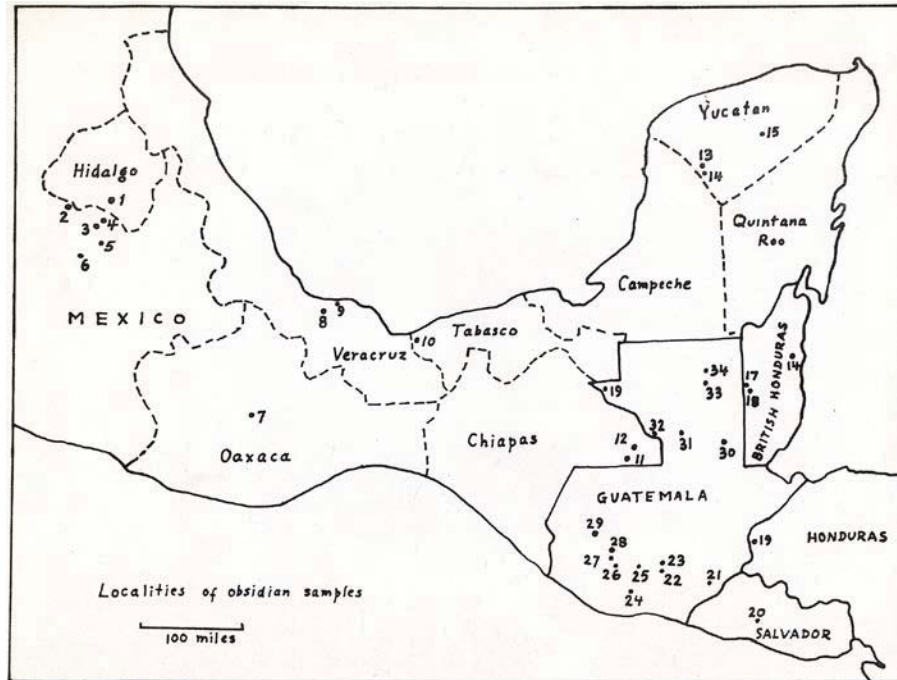 Yucatan
15
13
14
Hidalgo
1
2
4
3
5
6
Quintana
Roo
Campeche
MEXICO
8
9
10
Tabasco
Veracruz
BRITISH HONDURAS
14
34
33
17
18
19
7
Oaxaca
Chiapas
12
11
32
31
30
GUATEMALA
29
28
27
26
25
23
22
24
21
19
HONDURAS
20
SALVADOR
Localities of obsidian samples
100 miles